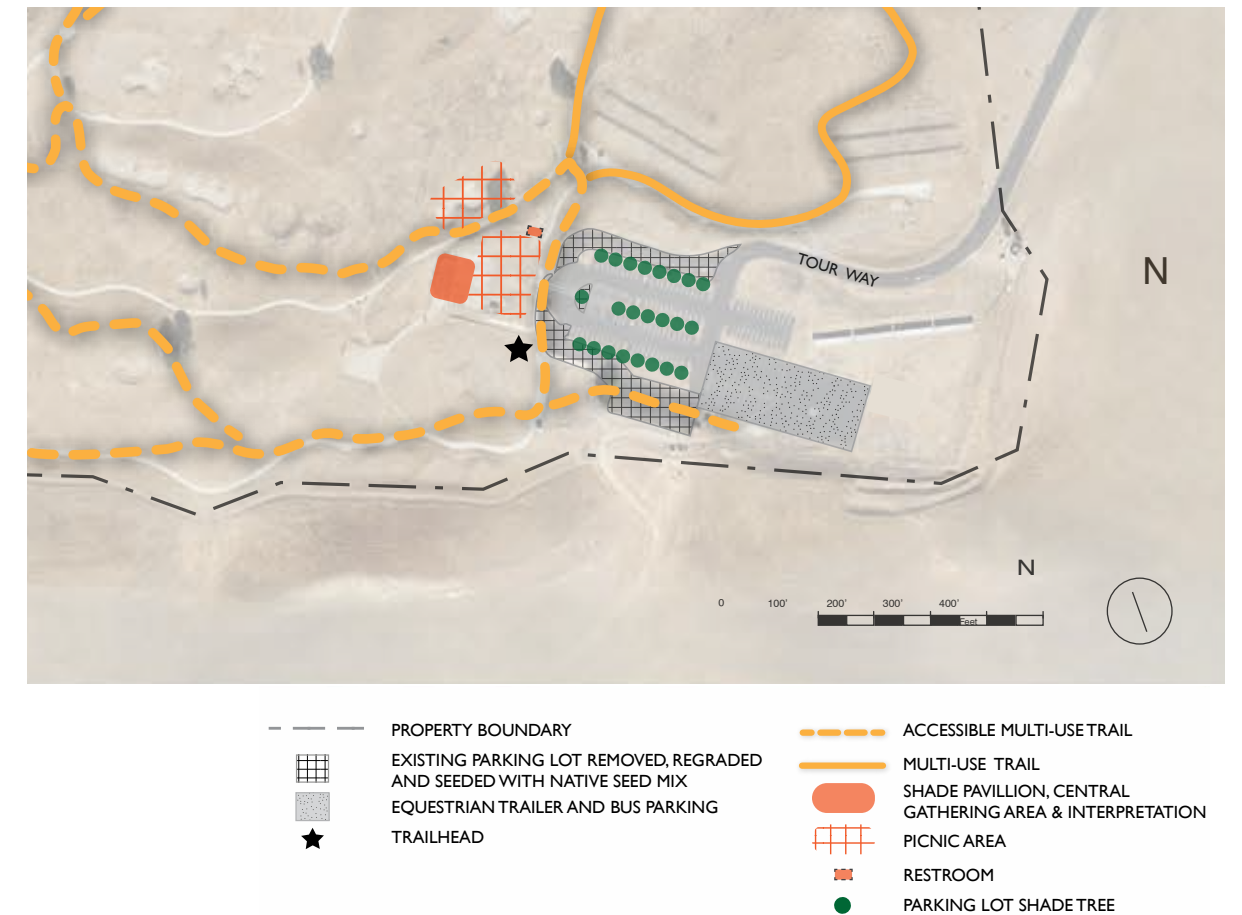 TOUR WAY
N
N
0 100' 200' 300' 400'
Feet
PROPERTY BOUNDARY
EXISTING PARKING LOT REMOVED, REGRADED
AND SEEDED WITH NATIVE SEED MIX
EQUESTRIAN TRAILER AND BUS PARKING
TRAILHEAD
ACCESSIBLE MULTI-USE TRAIL
MULTI-USE TRAIL
SHADE PAVILLION, CENTRAL
GATHERING AREA & INTERPRETATION
PICNIC AREA
RESTROOM
PARKING LOT SHADE TREE